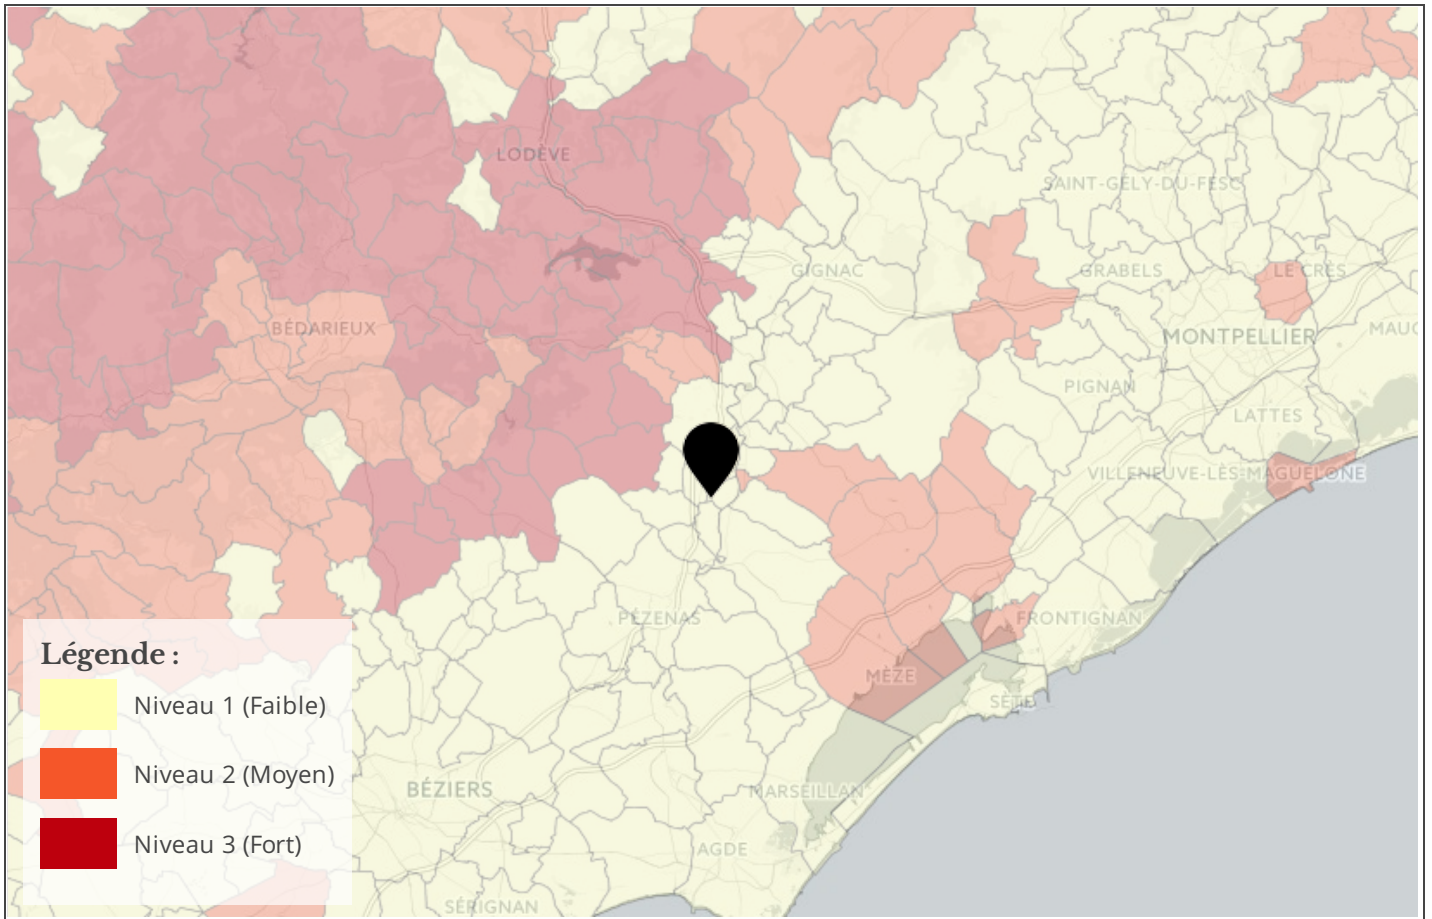 LODÈVE
SAINT-GÉLY-DU-FESC
GIGNAC
GRABELS
LE CRÈS
BÉDARIEUX
MONTPELLIER
MAUG
PIGNAN
LATTES
VILLENEUVE-LÈS-MAGUELONE
PÉZENAS
FRONTIGNAN
Légende :
MÈZE
SÈTE
Niveau 1 (Faible)
Niveau 2 (Moyen)
BÉZIERS
MARSEILLAN
Niveau 3 (Fort)
AGDE
SÉRIGNAN